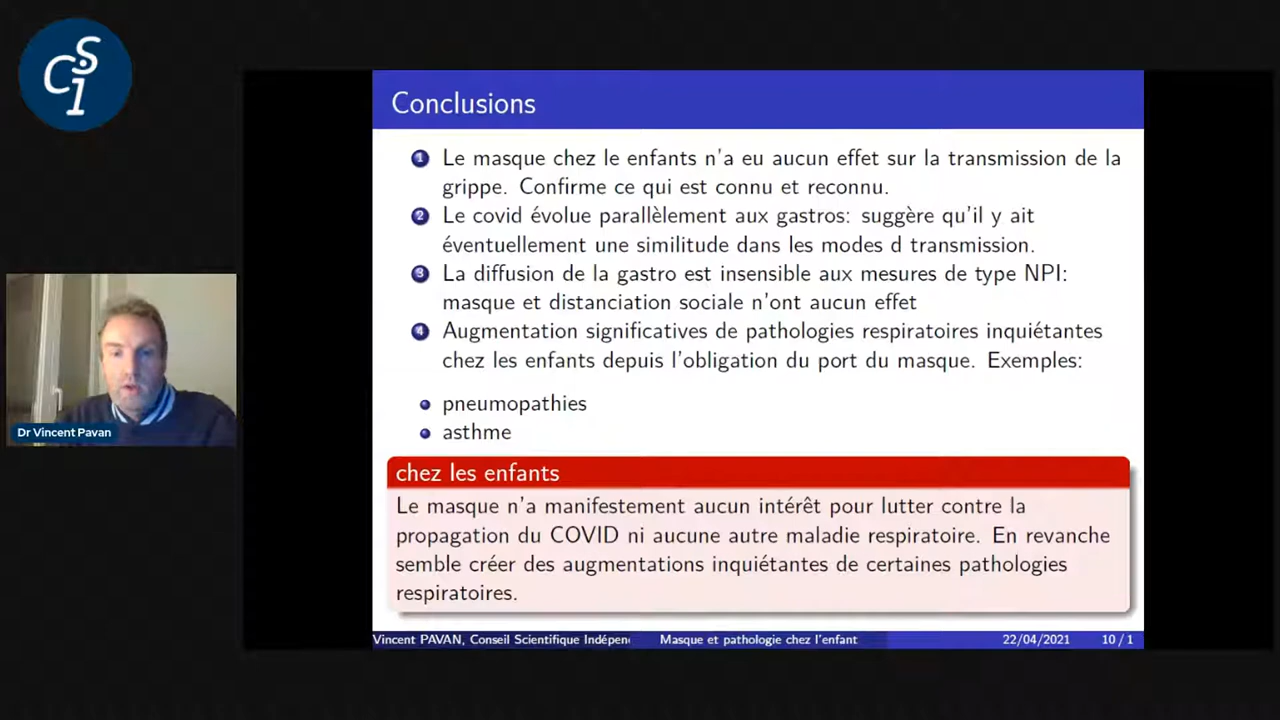 CSI
Conclusions
1 Le masque chez le enfants n'a eu aucun effet sur la transmission de la
grippe. Confirme ce qui est connu et reconnu.
2 Le covid évolue parallèlement aux gastros: suggère qu'il y ait
éventuellement une similitude dans les modes d transmission.
3 La diffusion de la gastro est insensible aux mesures de type NPI:
masque et distanciation sociale n'ont aucun effet
4 Augmentation significatives de pathologies respiratoires inquiétantes
chez les enfants depuis l'obligation du port du masque. Exemples:
pneumopathies
asthme
chez les enfants
Le masque n'a manifestement aucun intérêt pour lutter contre la
propagation du COVID ni aucune autre maladie respiratoire. En revanche
semble créer des augmentations inquiétantes de certaines pathologies
respiratoires.
Vincent PAVAN, Conseil Scientifique Indépen
Masque et pathologie chez l'enfant
22/04/2021
10 / 1
Dr Vincent Pavan